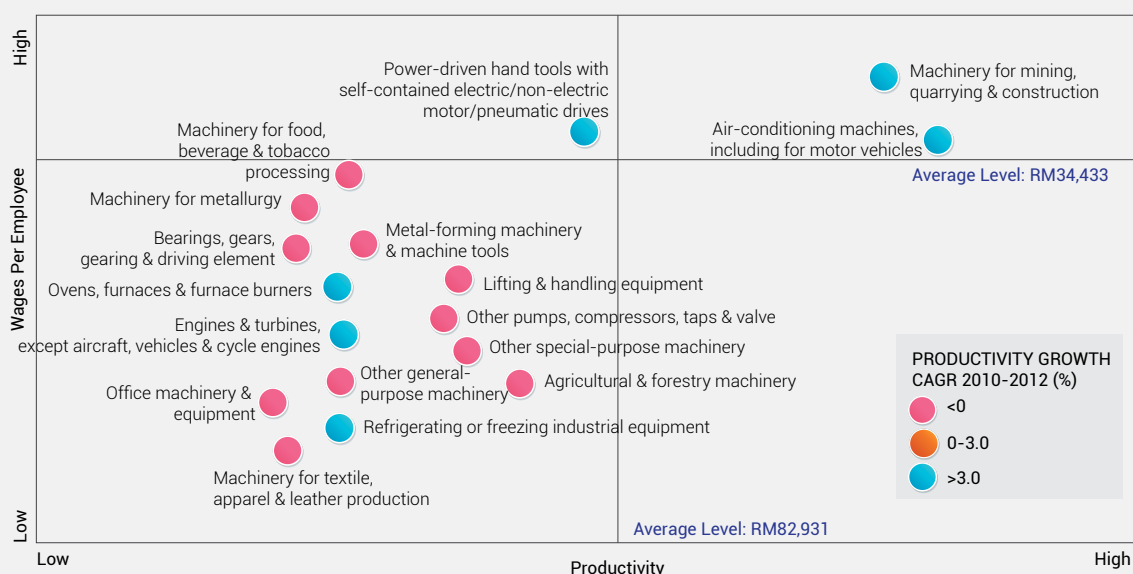 High
Power-driven hand tools with
self-contained electric/non-electric
motor/pneumatic drives
Machinery for mining,
quarrying & construction
Machinery for food,
beverage & tobacco
processing
Air-conditioning machines,
including for motor vehicles
Average Level: RM34,433
Machinery for metallurgy
Bearings, gears,
gearing & driving element
Metal-forming machinery
& machine tools
Wages Per Employee
Ovens, furnaces & furnace burners
Lifting & handling equipment
Engines & turbines,
except aircraft, vehicles & cycle engines
Other pumps, compressors, taps & valve
Other special-purpose machinery
Other general-
purpose machinery
Agricultural & forestry machinery
Office machinery &
equipment
Refrigerating or freezing industrial equipment
Machinery for textile,
apparel & leather production
PRODUCTIVITY GROWTH
CAGR 2010-2012 (%)
<0
0-3.0
>3.0
Low
Average Level: RM82,931
Low
Productivity
High